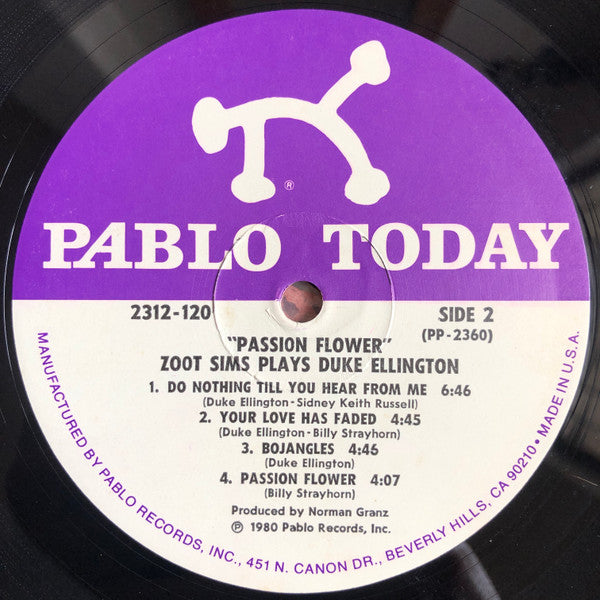 ®
PABLO TODAY
2312-120
SIDE 2
(PP-2360)
"PASSION FLOWER"
ZOOT SIMS PLAYS DUKE ELLINGTON
1. DO NOTHING TILL YOU HEAR FROM ME 6:46
(Duke Ellington-Sidney Keith Russell)
2. YOUR LOVE HAS FADED 4:45
(Duke Ellington-Billy Strayhorn)
3. BOJANGLES 4:46
(Duke Ellington)
4. PASSION FLOWER 4:07
(Billy Strayhorn)
Produced by Norman Granz
℗ 1980 Pablo Records, Inc.
MANUFACTURED BY PABLO RECORDS, INC., 451 N. CANON DR., BEVERLY HILLS, CA 90210 • MADE IN U.S.A.